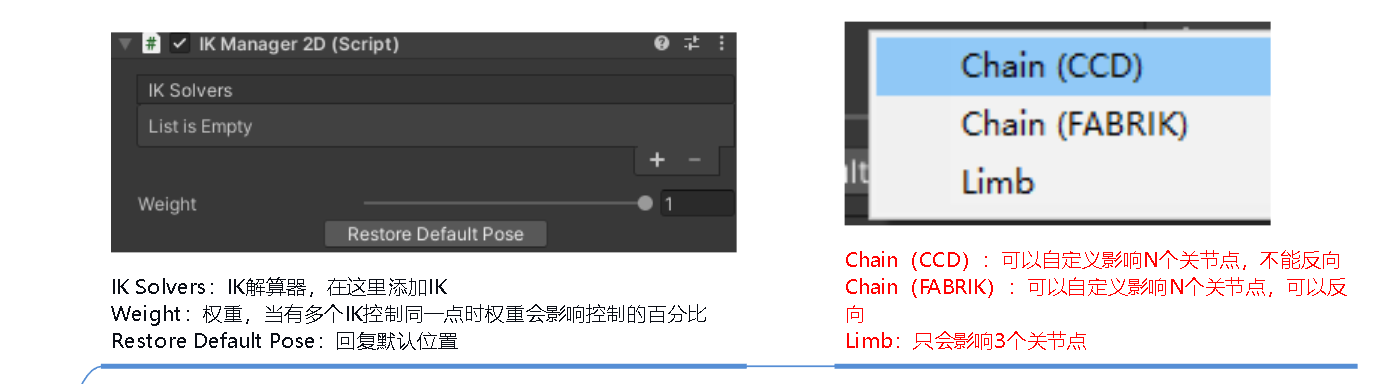 IK Manager 2D (Script)
IK Solvers
List is Empty
Weight
1
Restore Default Pose
IK Solvers：IK解算器，在这里添加IK
Weight：权重，当有多个IK控制同一点时权重会影响控制的百分比
Restore Default Pose：回复默认位置
Chain (CCD)
Chain (FABRIK)
Limb
Chain（CCD）：可以自定义影响N个关节点，不能反向
Chain（FABRIK）：可以自定义影响N个关节点，可以反
向
Limb：只会影响3个关节点